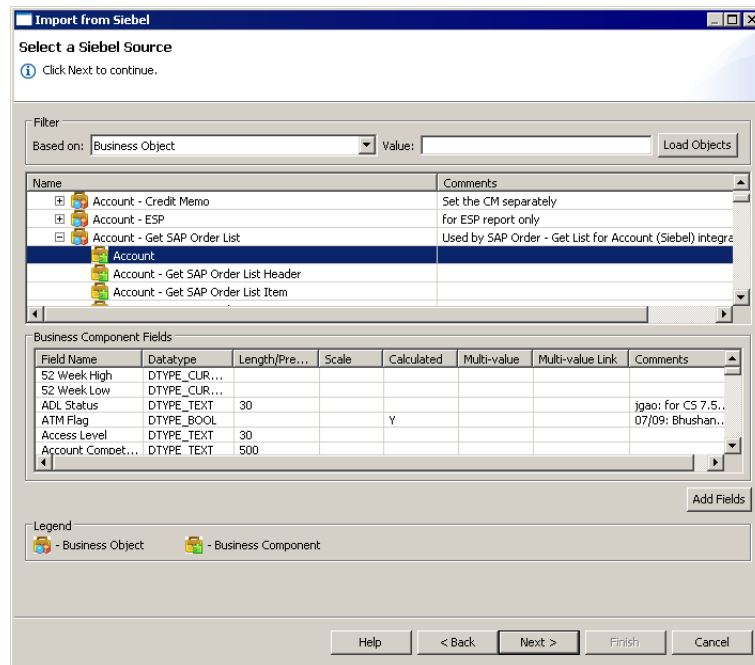 Import from Siebel
Select a Siebel Source
Click Next to continue.
Filter
Based on: Business Object Value: Load Objects
Name Comments
Account - Credit Memo Set the CM separately
Account - ESP for ESP report only
Account - Get SAP Order List Used by SAP Order - Get List for Account (Siebel) integra
Account
Account - Get SAP Order List Header
Account - Get SAP Order List Item
Business Component Fields
Field Name Datatype Length/Pre... Scale Calculated Multi-value Multi-value Link Comments
52 Week High DTYPE_CUR...
52 Week Low DTYPE_CUR...
ADL Status DTYPE_TEXT 30 jgao: for CS 7.5...
ATM Flag DTYPE_BOOL Y 07/09: Bhushan...
Access Level DTYPE_TEXT 30
Account Compet... DTYPE_TEXT 500
Add Fields
Legend
- Business Object - Business Component
Help < Back Next > Finish Cancel